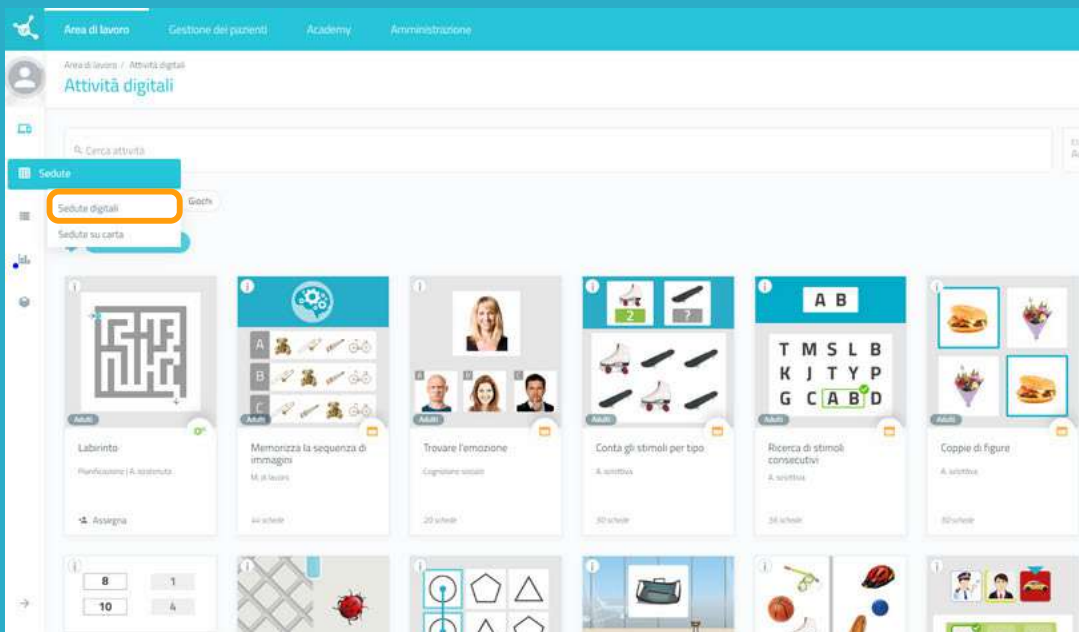 Area di lavoro Gestione dei pazienti Academy Amministrazione
Area di lavoro / Attività digitali
Attività digitali
Cerca attività
Sedute
Sedute digitali
Giochi
Sedute su carta
A B
2 ?
A
T M S L B
B
K J T Y P
A B C
C
G C A B D
Adulti Adulti Adulti Adulti Adulti Adulti
Labirinto
Pianificazione | A. sostenuta
Assegna
Memorizza la sequenza di
immagini
M. di lavoro
44 schede
Trovare l'emozione
Cognizione sociale
20 schede
Conta gli stimoli per tipo
A. selettiva
30 schede
Ricerca di stimoli
consecutivi
A. selettiva
36 schede
Coppie di figure
A. selettiva
30 schede
8 1
10 4